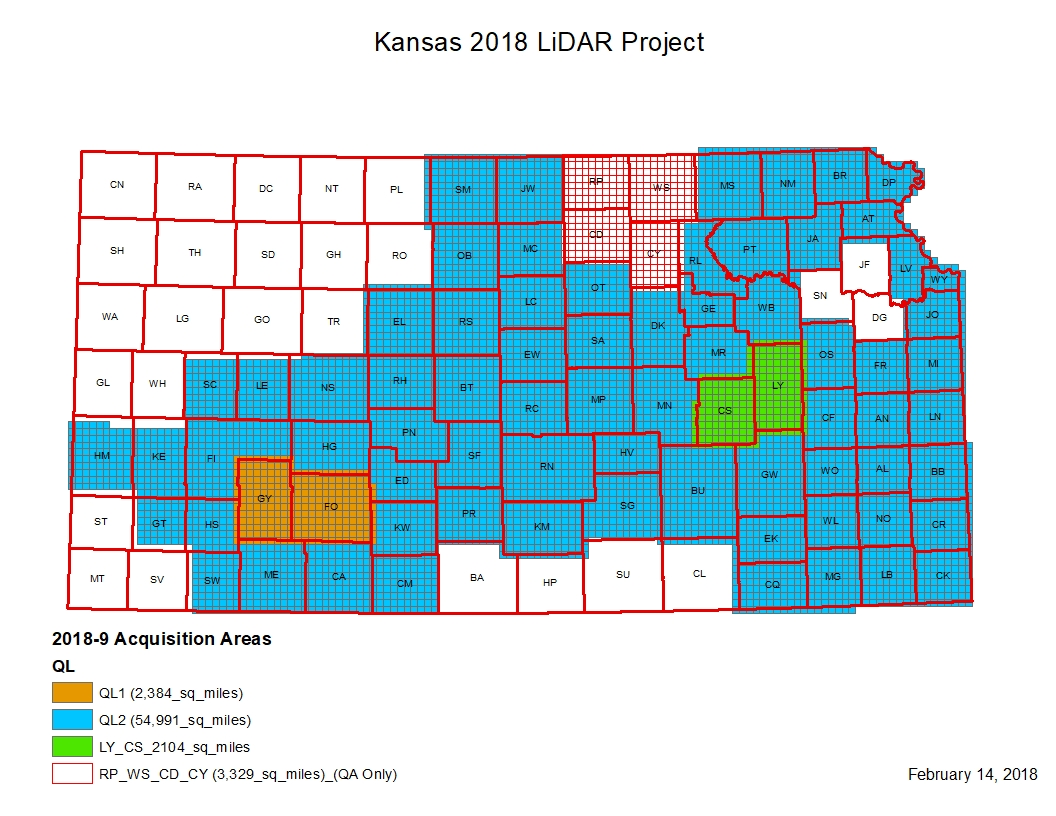 Kansas 2018 LiDAR Project
CN RA DC NT PL SM JW RP WS MS NM BR DP
SH TH SD GH RO OB MC CD CY RL PT JA AT
JF LV WY
WA LG GO TR EL RS LC OT DK GE WB SN DG JO
GL WH SC LE NS RH BT EW SA MR OS FR MI
RC MP MN CS LY CF AN LN
HM KE FI HG PN SF RN HV BU GW WO AL BB
GY FO ED
ST GT HS KW PR KM SG EK WL NO CR
MT SV SW ME CA CM BA HP SU CL CQ MG LB CK
2018-9 Acquisition Areas
QL
QL1 (2,384_sq_miles)
QL2 (54,991_sq_miles)
LY_CS_2104_sq_miles
RP_WS_CD_CY (3,329_sq_miles)_(QA Only)
February 14, 2018